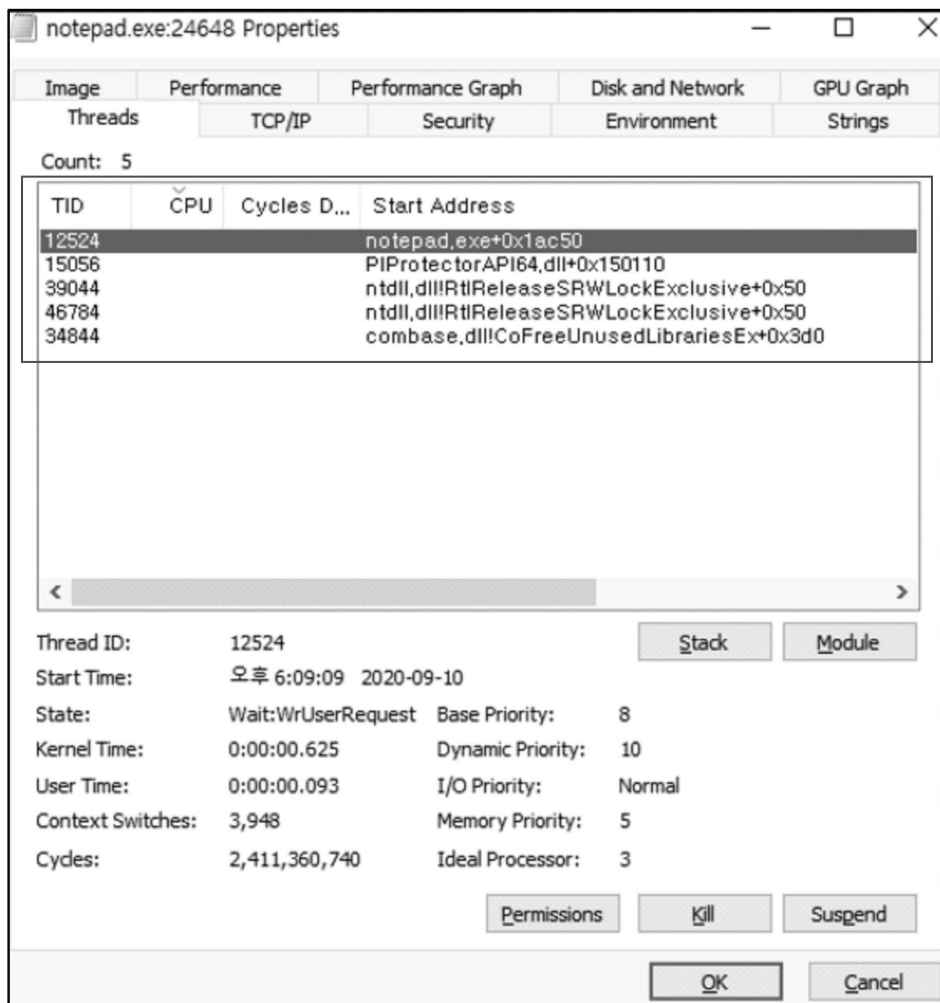 notepad.exe:24648 Properties
Image Performance Performance Graph Disk and Network GPU Graph
Threads TCP/IP Security Environment Strings
Count: 5
TID CPU Cycles D... Start Address
12524 notepad.exe+0x1ac50
15056 PIProtectorAPI64.dll+0x150110
39044 ntdll.dll!RtlReleaseSRWLockExclusive+0x50
46784 ntdll.dll!RtlReleaseSRWLockExclusive+0x50
34844 combase.dll!CoFreeUnusedLibrariesEx+0x3d0
Thread ID: 12524 Stack Module
Start Time: 오후 6:09:09 2020-09-10
State: Wait:WrUserRequest Base Priority: 8
Kernel Time: 0:00:00.625 Dynamic Priority: 10
User Time: 0:00:00.093 I/O Priority: Normal
Context Switches: 3,948 Memory Priority: 5
Cycles: 2,411,360,740 Ideal Processor: 3
Permissions Kill Suspend
OK Cancel